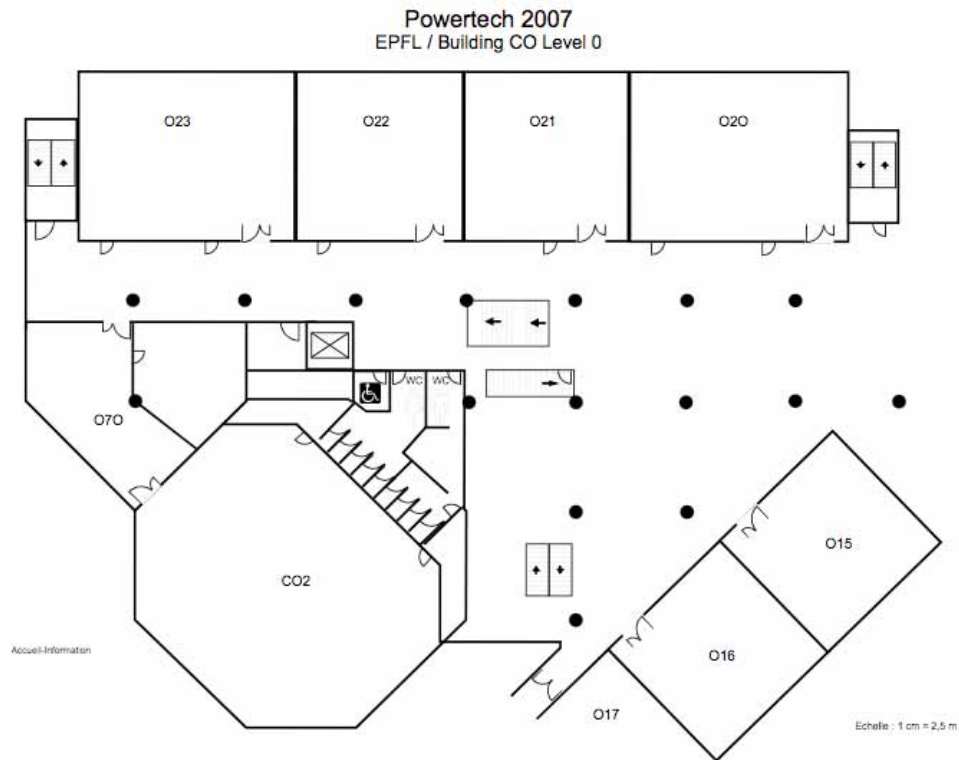 Powertech 2007
EPFL / Building CO Level 0
O23
O22
O21
O2O
WC
WC
O7O
O15
CO2
O16
Accueil-Information
O17
Echelle : 1 cm = 2,5 m